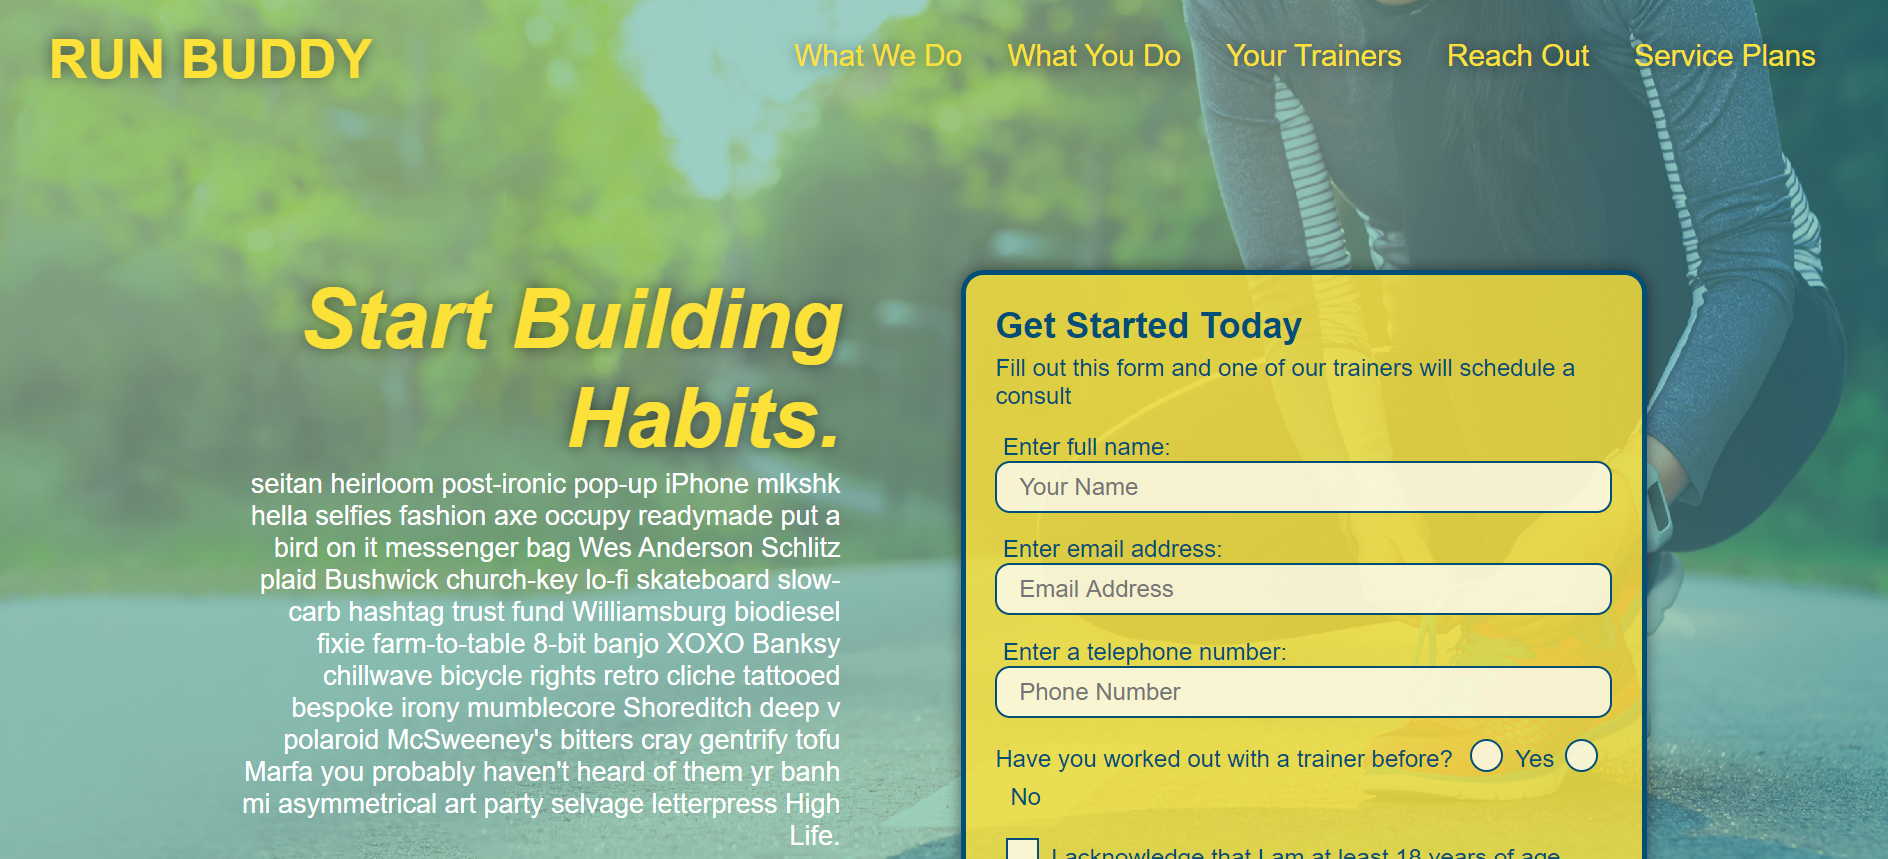 RUN BUDDY
What We Do What You Do Your Trainers Reach Out Service Plans
Start Building
Habits.
seitan heirloom post-ironic pop-up iPhone mlkshk
hella selfies fashion axe occupy readymade put a
bird on it messenger bag Wes Anderson Schlitz
plaid Bushwick church-key lo-fi skateboard slow-
carb hashtag trust fund Williamsburg biodiesel
fixie farm-to-table 8-bit banjo XOXO Banksy
chillwave bicycle rights retro cliche tattooed
bespoke irony mumblecore Shoreditch deep v
polaroid McSweeney's bitters cray gentrify tofu
Marfa you probably haven't heard of them yr banh
mi asymmetrical art party selvage letterpress High
Life.
Get Started Today
Fill out this form and one of our trainers will schedule a
consult
Enter full name:
Your Name
Enter email address:
Email Address
Enter a telephone number:
Phone Number
Have you worked out with a trainer before? Yes
No
I acknowledge that I am at least 18 years of age